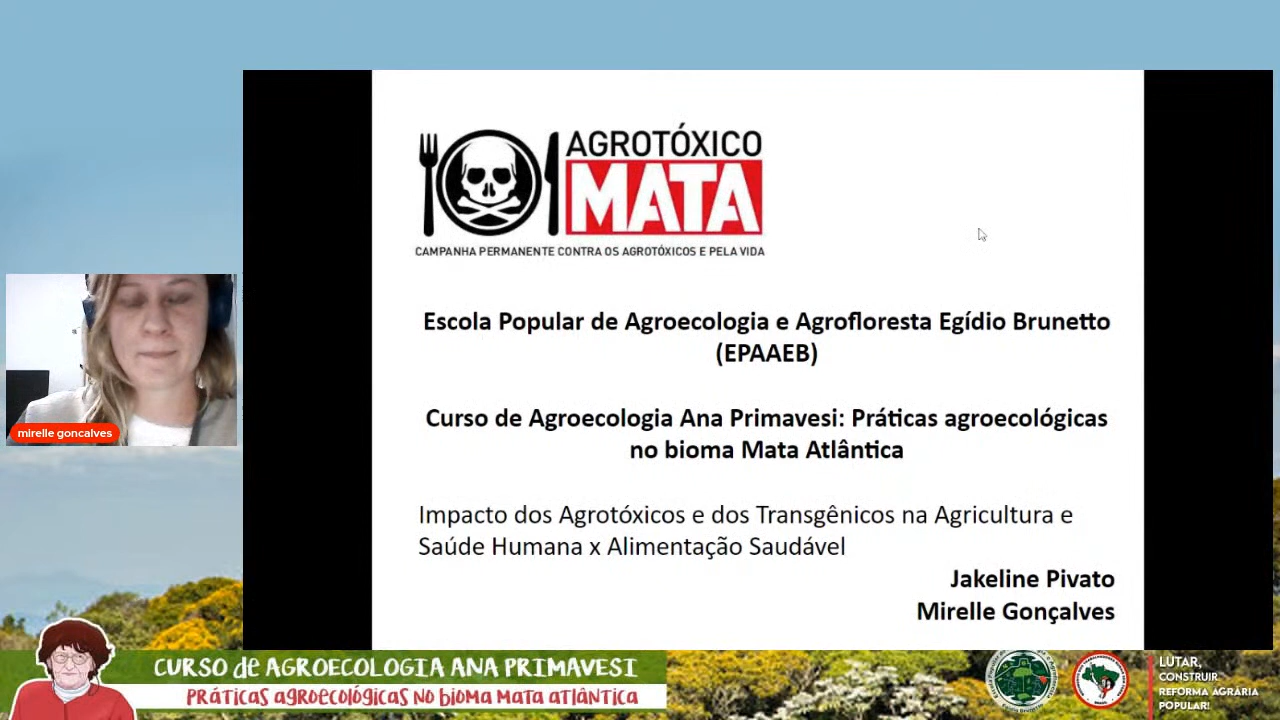 AGROTÓXICO
MATA
CAMPANHA PERMANENTE CONTRA OS AGROTÓXICOS E PELA VIDA
Escola Popular de Agroecologia e Agrofloresta Egídio Brunetto
(EPAAEB)
Curso de Agroecologia Ana Primavesi: Práticas agroecológicas
no bioma Mata Atlântica
Impacto dos Agrotóxicos e dos Transgênicos na Agricultura e
Saúde Humana x Alimentação Saudável
Jakeline Pivato
Mirelle Gonçalves
mirelle goncalves
CURSO de AGROECOLOGIA ANA PRIMAVESI
PRÁTICAS agroecológicas NO bioma MATA ATLÂNTICA
LUTAR,
CONSTRUIR
REFORMA AGRÁRIA
POPULAR!